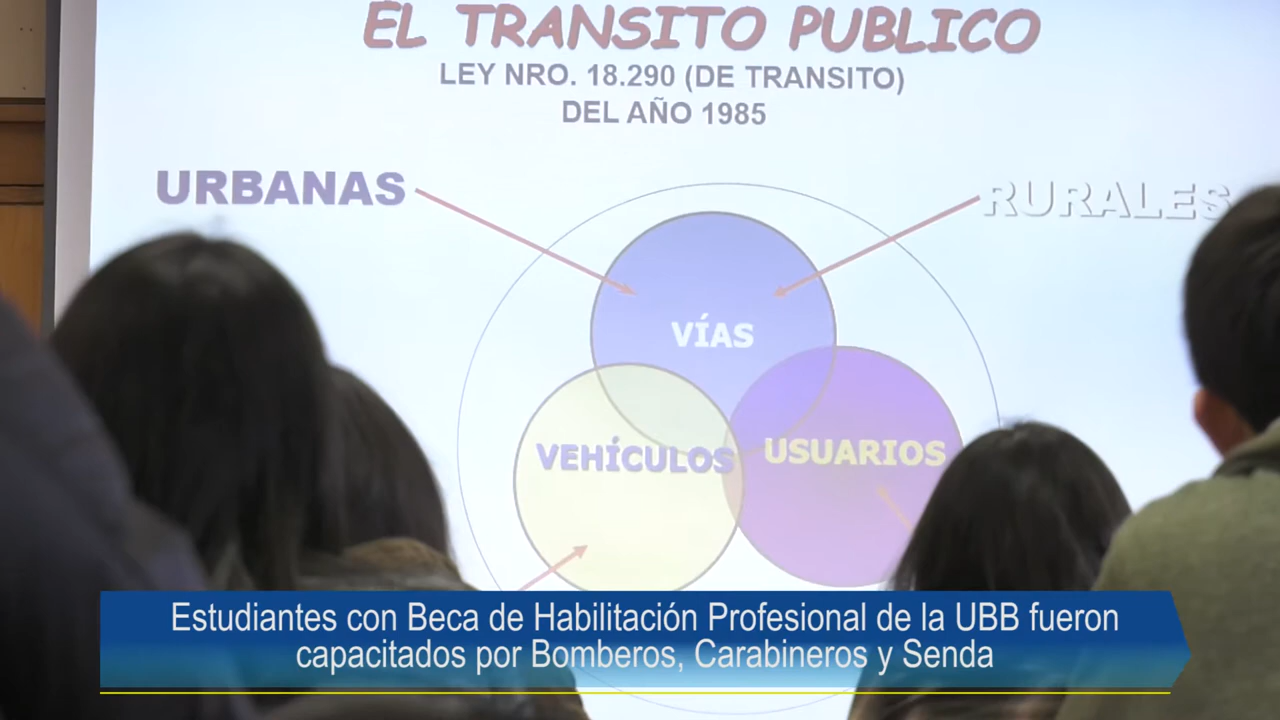 EL TRANSITO PUBLICO
LEY NRO. 18.290 (DE TRANSITO)
DEL AÑO 1985
URBANAS
RURALES
VÍAS
VEHÍCULOS
USUARIOS
Estudiantes con Beca de Habilitación Profesional de la UBB fueron
capacitados por Bomberos, Carabineros y Senda